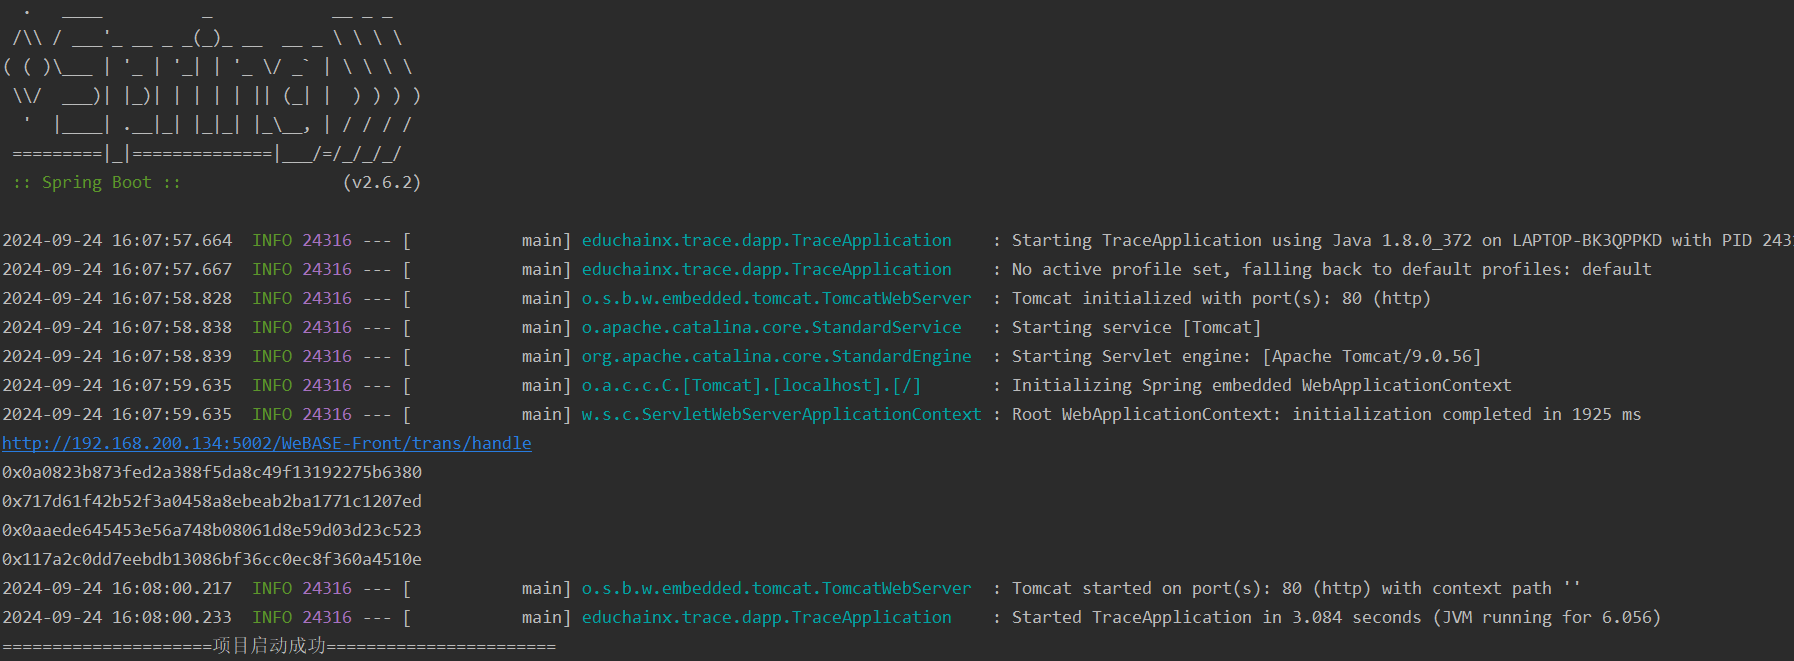 .   ____          _            __ _ _
 /\\ / ___'_ __ _ _(_)_ __  __ _ \ \ \ \
( ( )\___ | '_ | '_| | '_ \/ _` | \ \ \ \
 \\/  ___)| |_)| | | | | || (_| |  ) ) ) )
  '  |____| .__|_| |_|_| |_\__, | / / / /
 =========|_|==============|___/=/_/_/_/
 :: Spring Boot ::                (v2.6.2)
2024-09-24 16:07:57.664  INFO 24316 --- [           main] educhainx.trace.dapp.TraceApplication    : Starting TraceApplication using Java 1.8.0_372 on LAPTOP-BK3QPPKD with PID 243
2024-09-24 16:07:57.667  INFO 24316 --- [           main] educhainx.trace.dapp.TraceApplication    : No active profile set, falling back to default profiles: default
2024-09-24 16:07:58.828  INFO 24316 --- [           main] o.s.b.w.embedded.tomcat.TomcatWebServer  : Tomcat initialized with port(s): 80 (http)
2024-09-24 16:07:58.838  INFO 24316 --- [           main] o.apache.catalina.core.StandardService   : Starting service [Tomcat]
2024-09-24 16:07:58.839  INFO 24316 --- [           main] org.apache.catalina.core.StandardEngine  : Starting Servlet engine: [Apache Tomcat/9.0.56]
2024-09-24 16:07:59.635  INFO 24316 --- [           main] o.a.c.c.C.[Tomcat].[localhost].[/]       : Initializing Spring embedded WebApplicationContext
2024-09-24 16:07:59.635  INFO 24316 --- [           main] w.s.c.ServletWebServerApplicationContext : Root WebApplicationContext: initialization completed in 1925 ms
http://192.168.200.134:5002/WeBASE-Front/trans/handle
0x0a0823b873fed2a388f5da8c49f13192275b6380
0x717d61f42b52f3a0458a8ebeab2ba1771c1207ed
0x0aaede645453e56a748b08061d8e59d03d23c523
0x117a2c0dd7eebdb13086bf36cc0ec8f360a4510e
2024-09-24 16:08:00.217  INFO 24316 --- [           main] o.s.b.w.embedded.tomcat.TomcatWebServer  : Tomcat started on port(s): 80 (http) with context path ''
2024-09-24 16:08:00.233  INFO 24316 --- [           main] educhainx.trace.dapp.TraceApplication    : Started TraceApplication in 3.084 seconds (JVM running for 6.056)
=====================项目启动成功=======================